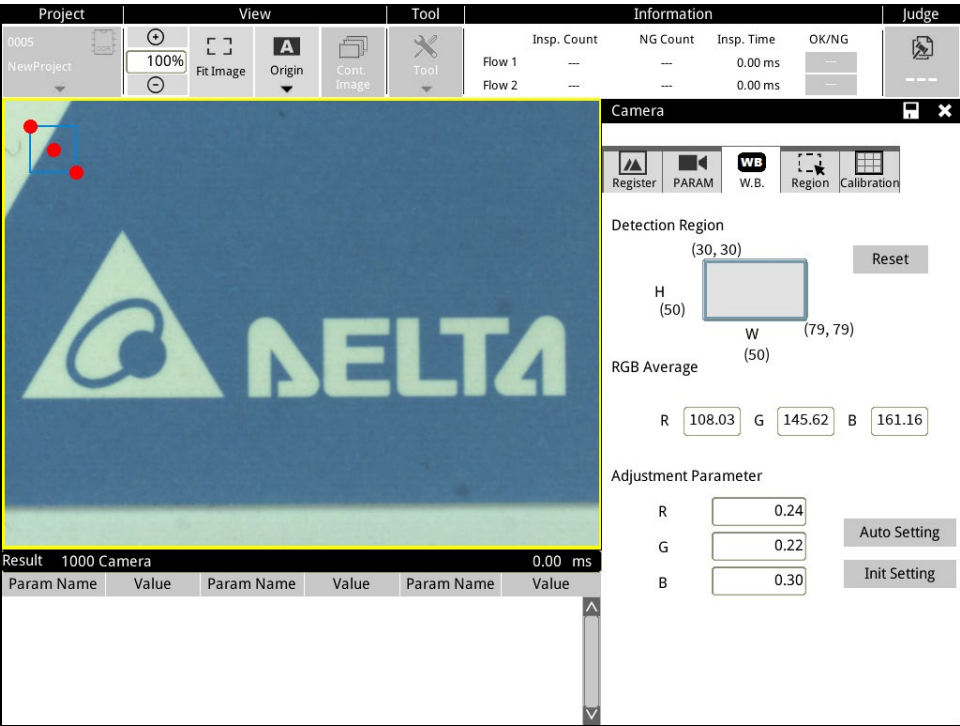 Project
View
Tool
Information
Judge
0005
NewProject
100%
Fit Image
A
Origin
Cont.
Image
Tool
Insp. Count
NG Count
Insp. Time
OK/NG
Flow 1
---
---
0.00 ms
---
Flow 2
---
---
0.00 ms
---
---
Camera
Register
PARAM
WB
W.B.
Region
Calibration
DELTA
Detection Region
(30, 30)
Reset
H
(50)
W
(50)
(79, 79)
RGB Average
R 108.03 G 145.62 B 161.16
Adjustment Parameter
R 0.24
G 0.22
B 0.30
Auto Setting
Init Setting
Result 1000 Camera 0.00 ms
Param Name Value Param Name Value Param Name Value